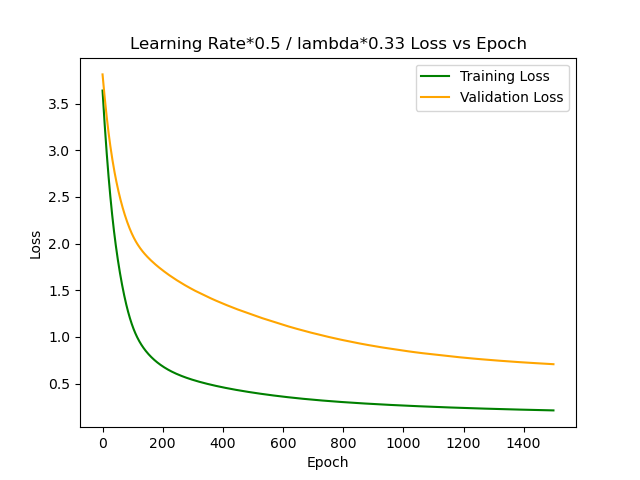 Learning Rate*0.5 / lambda*0.33 Loss vs Epoch
Training Loss
Validation Loss
3.5
3.0
2.5
2.0
1.5
1.0
0.5
Loss
0 200 400 600 800 1000 1200 1400
Epoch